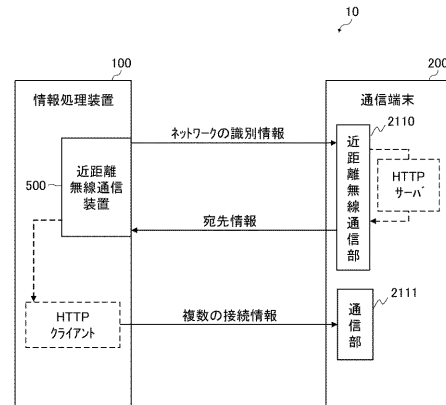 10
100
200
情報処理装置
通信端末
ネットワークの識別情報
2110
500
近距離
無線通信
装置
近距離無線通信部
HTTP
サーバ
宛先情報
2111
HTTP
クライアント
複数の接続情報
通信部